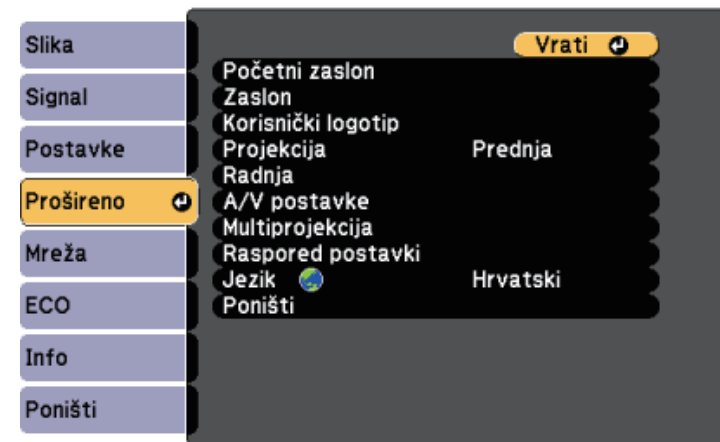 Slika
Signal
Postavke
Prošireno
Mreža
ECO
Info
Poništi
Vrati
Početni zaslon
Zaslon
Korisnički logotip
Projekcija Prednja
Radnja
A/V postavke
Multiprojekcija
Raspored postavki
Jezik Hrvatski
Poništi